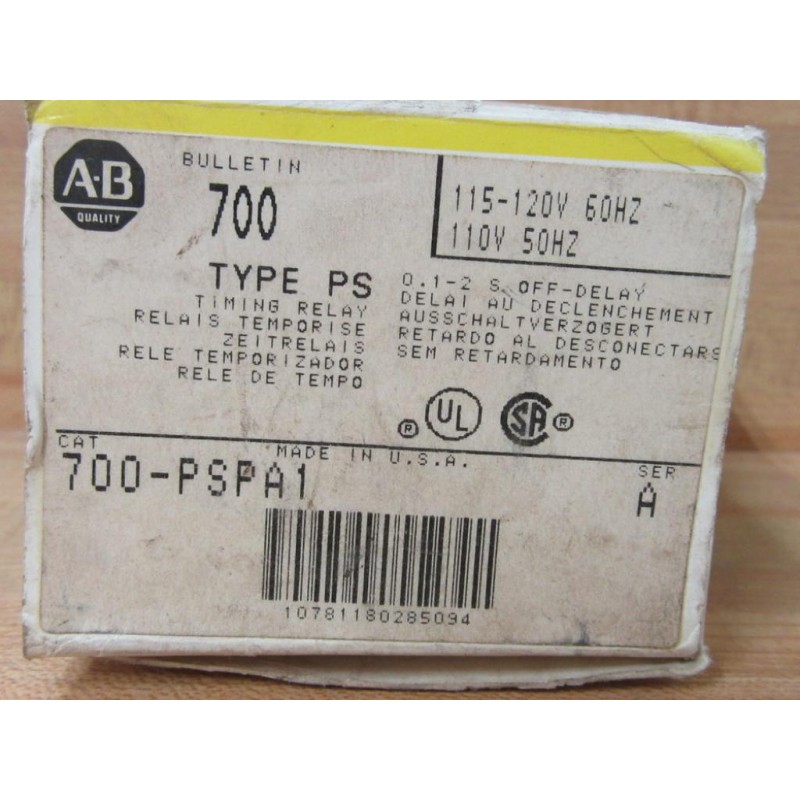 A-B
QUALITY
BULLETIN
700
115-120V 60HZ
110V 50HZ
TYPE PS
TIMING RELAY
RELAIS TEMPORISE
ZEITRELAIS
RELE TEMPORIZADOR
RELE DE TEMPO
0.1-2 S OFF-DELAY
DELAI AU DECLENCHEMENT
AUSSCHALTVERZOGERT
RETARDO AL DESCONECTARS
SEM RETARDAMENTO
® UL SA ®
CAT
MADE IN U.S.A.
SER
700-PSPA1
A
10781180285094